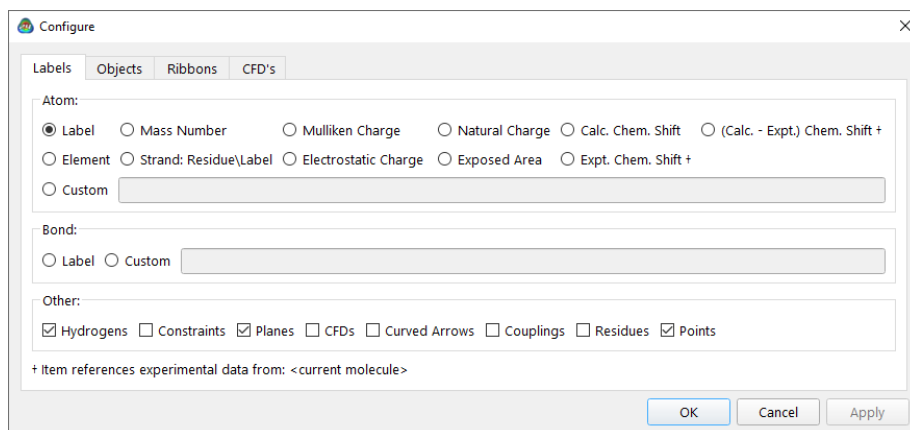 Configure
Labels Objects Ribbons CFD's
Atom:
Label Mass Number Mulliken Charge Natural Charge Calc. Chem. Shift (Calc. - Expt.) Chem. Shift †
Element Strand: Residue\Label Electrostatic Charge Exposed Area Expt. Chem. Shift †
Custom
Bond:
Label Custom
Other:
Hydrogens Constraints Planes CFDs Curved Arrows Couplings Residues Points
† Item references experimental data from: <current molecule>
OK Cancel Apply